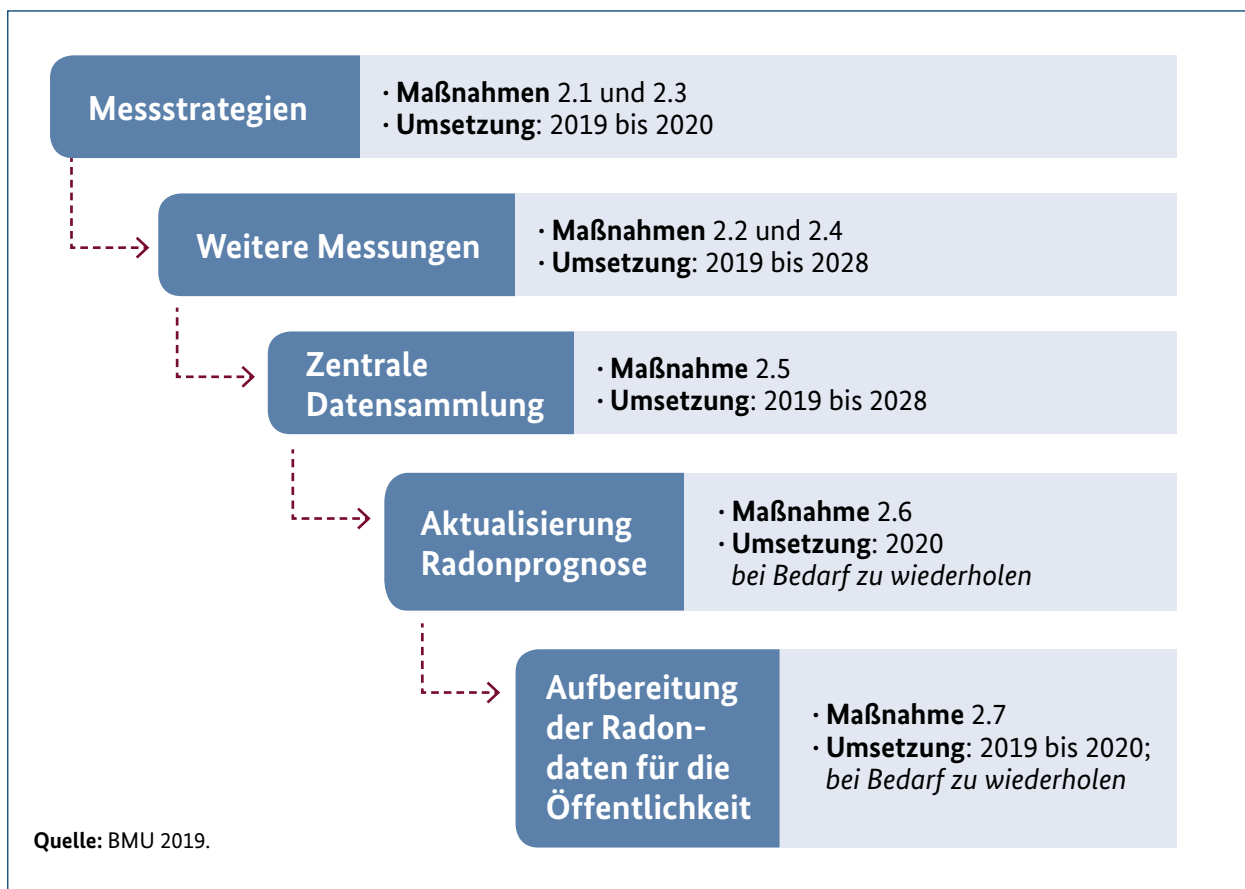 Messstrategien
· Maßnahmen 2.1 und 2.3
· Umsetzung: 2019 bis 2020
Weitere Messungen
· Maßnahmen 2.2 und 2.4
· Umsetzung: 2019 bis 2028
Zentrale
Datensammlung
· Maßnahme 2.5
· Umsetzung: 2019 bis 2028
Aktualisierung
Radonprognose
· Maßnahme 2.6
· Umsetzung: 2020
bei Bedarf zu wiederholen
Aufbereitung
der Radon-
daten für die
Öffentlichkeit
· Maßnahme 2.7
· Umsetzung: 2019 bis 2020;
bei Bedarf zu wiederholen
Quelle: BMU 2019.